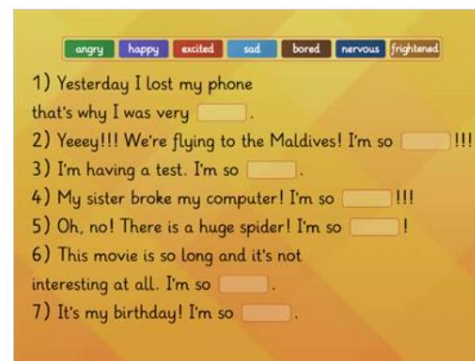 angry happy excited sad bored nervous frightened
1) Yesterday I lost my phone
that's why I was very .
2) Yeeey!!! We're flying to the Maldives! I'm so !!!
3) I'm having a test. I'm so .
4) My sister broke my computer! I'm so !!!
5) Oh, no! There is a huge spider! I'm so !
6) This movie is so long and it's not
interesting at all. I'm so .
7) It's my birthday! I'm so .